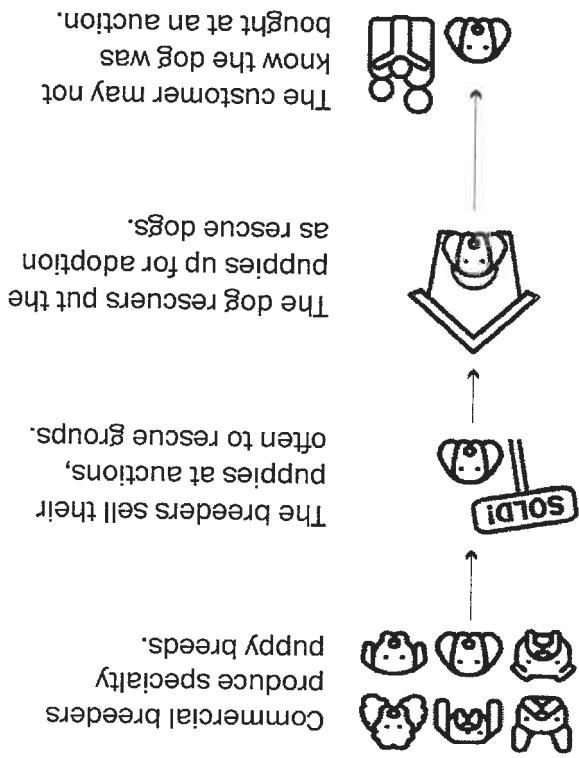 Commercial breeders
produce specialty
puppy breeds.
SOLD!
The breeders sell their
puppies at auctions,
often to rescue groups.
The dog rescuers put the
puppies up for adoption
as rescue dogs.
The customer may not
know the dog was
bought at an auction.